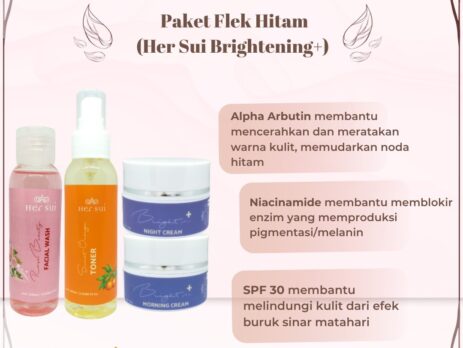 Paket Flek Hitam
(Her Sui Brightening+)
Alpha Arbutin membantu
mencerahkan dan meratakan
warna kulit, memudarkan noda
hitam
Niacinamide membantu memblokir
enzim yang memproduksi
pigmentasi/melanin
SPF 30 membantu
melindungi kulit dari efek
buruk sinar matahari
Her Sui
FACIAL WASH
Her Sui
TONER
Bright +
NIGHT CREAM
Bright +
MORNING CREAM